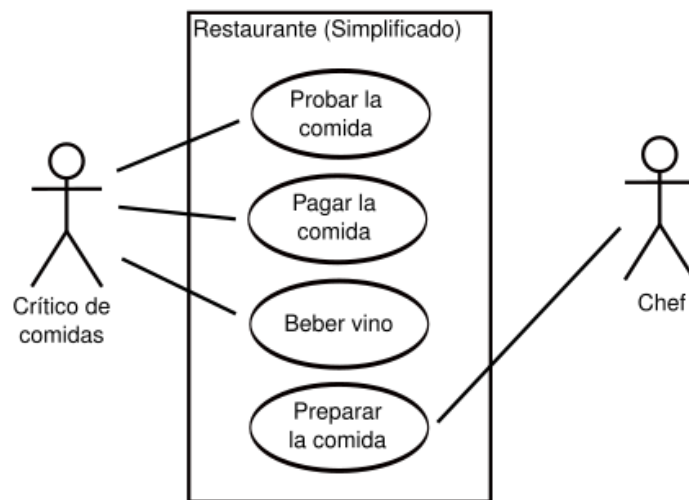 Restaurante (Simplificado)
Probar la
comida
Pagar la
comida
Beber vino
Preparar
la comida
Crítico de
comidas
Chef